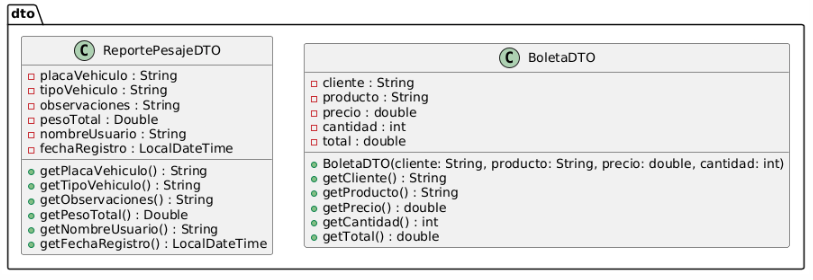 dto
C ReportePesajeDTO
placaVehiculo : String
tipoVehiculo : String
observaciones : String
pesoTotal : Double
nombreUsuario : String
fechaRegistro : LocalDateTime
getPlacaVehiculo() : String
getTipoVehiculo() : String
getObservaciones() : String
getPesoTotal() : Double
getNombreUsuario() : String
getFechaRegistro() : LocalDateTime
C BoletaDTO
cliente : String
producto : String
precio : double
cantidad : int
total : double
BoletaDTO(cliente: String, producto: String, precio: double, cantidad: int)
getCliente() : String
getProducto() : String
getPrecio() : double
getCantidad() : int
getTotal() : double